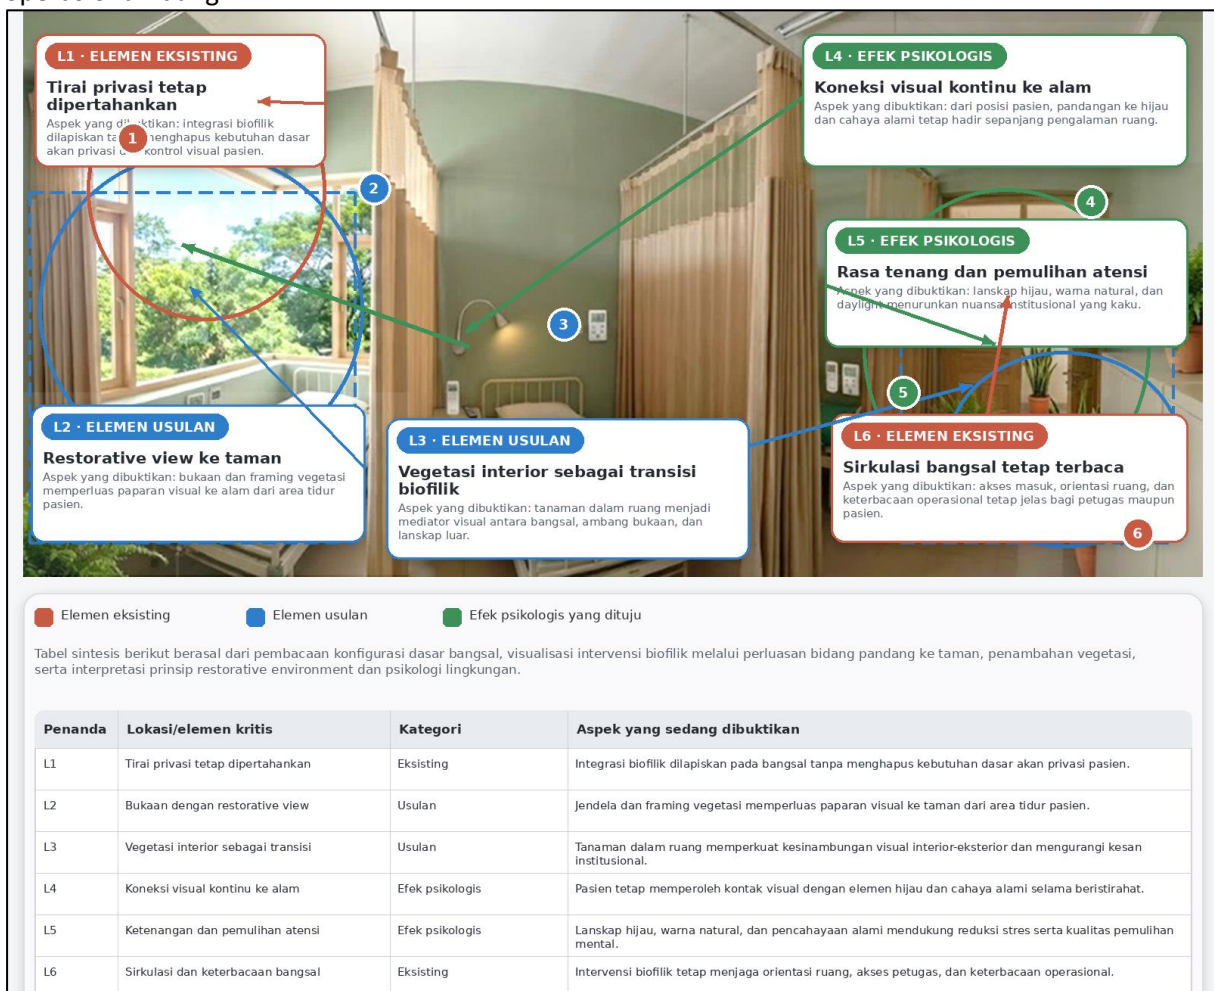 L1 · ELEMEN EKSISTING
Tirai privasi tetap
dipertahankan
Aspek yang dibuktikan: integrasi biofilik
dilapiskan menghapus kebutuhan dasar
akan privasi kontrol visual pasien.
1
2
L4 · EFEK PSIKOLOGIS
Koneksi visual kontinu ke alam
Aspek yang dibuktikan: dari posisi pasien, pandangan ke hijau
dan cahaya alami tetap hadir sepanjang pengalaman ruang.
4
L5 · EFEK PSIKOLOGIS
Rasa tenang dan pemulihan atensi
Aspek yang dibuktikan: lanskap hijau, warna natural, dan
daylight menurunkan nuansa institusional yang kaku.
3
5
L2 · ELEMEN USULAN
Restorative view ke taman
Aspek yang dibuktikan: bukaan dan framing vegetasi
memperluas paparan visual ke alam dari area tidur
pasien.
L3 · ELEMEN USULAN
Vegetasi interior sebagai transisi
biofilik
Aspek yang dibuktikan: tanaman dalam ruang menjadi
mediator visual antara bangsal, ambang bukaan, dan
lanskap luar.
L6 · ELEMEN EKSISTING
Sirkulasi bangsal tetap terbaca
Aspek yang dibuktikan: akses masuk, orientasi ruang, dan
keterbacaan operasional tetap jelas bagi petugas maupun
pasien.
6
Elemen eksisting Elemen usulan Efek psikologis yang dituju
Tabel sintesis berikut berasal dari pembacaan konfigurasi dasar bangsal, visualisasi intervensi biofilik melalui perluasan bidang pandang ke taman, penambahan vegetasi,
serta interpretasi prinsip restorative environment dan psikologi lingkungan.
Penanda Lokasi/elemen kritis Kategori Aspek yang sedang dibuktikan
L1 Tirai privasi tetap dipertahankan Eksisting Integrasi biofilik dilapiskan pada bangsal tanpa menghapus kebutuhan dasar akan privasi pasien.
L2 Bukaan dengan restorative view Usulan Jendela dan framing vegetasi memperluas paparan visual ke taman dari area tidur pasien.
L3 Vegetasi interior sebagai transisi Usulan Tanaman dalam ruang memperkuat kesinambungan visual interior-eksterior dan mengurangi kesan
institusional.
L4 Koneksi visual kontinu ke alam Efek psikologis Pasien tetap memperoleh kontak visual dengan elemen hijau dan cahaya alami selama beristirahat.
L5 Ketenangan dan pemulihan atensi Efek psikologis Lanskap hijau, warna natural, dan pencahayaan alami mendukung reduksi stres serta kualitas pemulihan
mental.
L6 Sirkulasi dan keterbacaan bangsal Eksisting Intervensi biofilik tetap menjaga orientasi ruang, akses petugas, dan keterbacaan operasional.